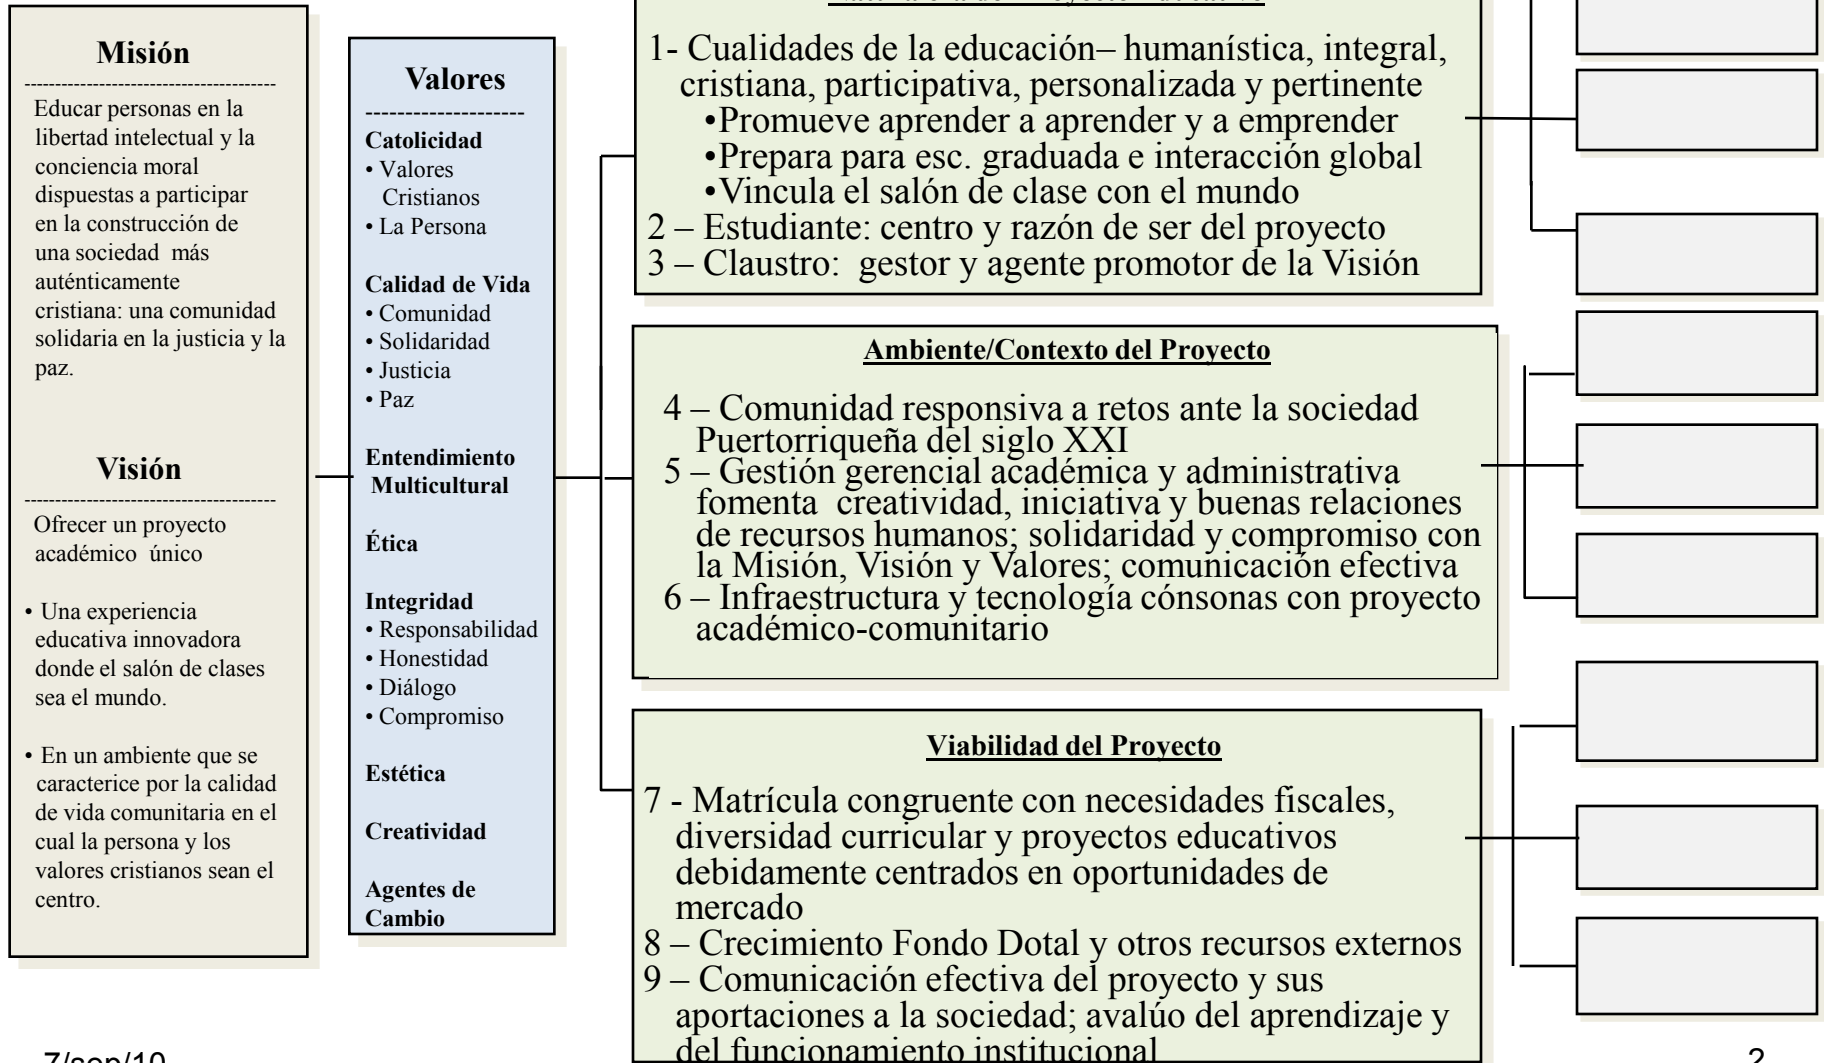 Misión
----------------------------------------
Educar personas en la
libertad intelectual y la
conciencia moral
dispuestas a participar
en la construcción de
una sociedad más
auténticamente
cristiana: una comunidad
solidaria en la justicia y la
paz.
Visión
----------------------------------------
Ofrecer un proyecto
académico único
• Una experiencia
educativa innovadora
donde el salón de clases
sea el mundo.
• En un ambiente que se
caracterice por la calidad
de vida comunitaria en el
cual la persona y los
valores cristianos sean el
centro.
Valores
--------------------
Catolicidad
• Valores
Cristianos
• La Persona
Calidad de Vida
• Comunidad
• Solidaridad
• Justicia
• Paz
Entendimiento
Multicultural
Ética
Integridad
• Responsabilidad
• Honestidad
• Diálogo
• Compromiso
Estética
Creatividad
Agentes de
Cambio
1- Cualidades de la educación– humanística, integral,
cristiana, participativa, personalizada y pertinente
•Promueve aprender a aprender y a emprender
•Prepara para esc. graduada e interacción global
•Vincula el salón de clase con el mundo
2 – Estudiante: centro y razón de ser del proyecto
3 – Claustro: gestor y agente promotor de la Visión
Ambiente/Contexto del Proyecto
4 – Comunidad responsiva a retos ante la sociedad
Puertorriqueña del siglo XXI
5 – Gestión gerencial académica y administrativa
fomenta creatividad, iniciativa y buenas relaciones
de recursos humanos; solidaridad y compromiso con
la Misión, Visión y Valores; comunicación efectiva
6 – Infraestructura y tecnología cónsonas con proyecto
académico-comunitario
Viabilidad del Proyecto
7 - Matrícula congruente con necesidades fiscales,
diversidad curricular y proyectos educativos
debidamente centrados en oportunidades de
mercado
8 – Crecimiento Fondo Dotal y otros recursos externos
9 – Comunicación efectiva del proyecto y sus
aportaciones a la sociedad; avalúo del aprendizaje y
del funcionamiento institucional
7/sep/10
2